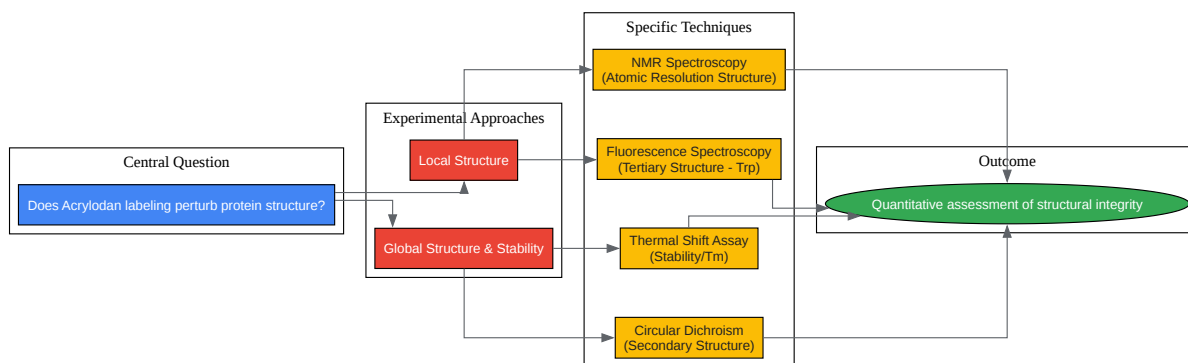 Central Question
Does Acrylodan labeling perturb protein structure?
Experimental Approaches
Local Structure
Global Structure & Stability
Specific Techniques
NMR Spectroscopy
(Atomic Resolution Structure)
Fluorescence Spectroscopy
(Tertiary Structure - Trp)
Thermal Shift Assay
(Stability/Tm)
Circular Dichroism
(Secondary Structure)
Outcome
Quantitative assessment of structural integrity